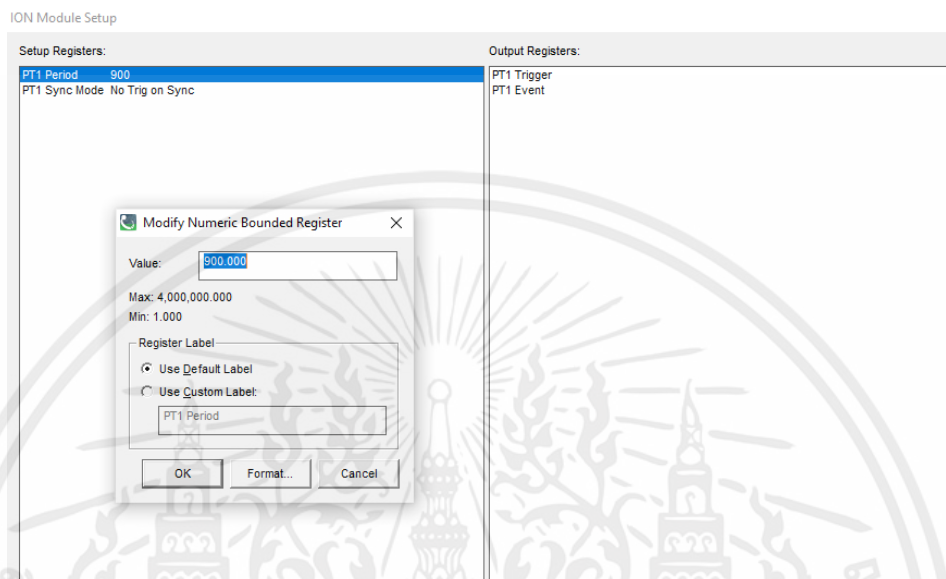 ION Module Setup
Setup Registers:
Output Registers:
PT1 Period 900
PT1 Sync Mode No Trig on Sync
PT1 Trigger
PT1 Event
Modify Numeric Bounded Register
Value: 900.000
Max: 4,000,000.000
Min: 1.000
Register Label
Use Default Label
Use Custom Label:
PT1 Period
OK Format... Cancel